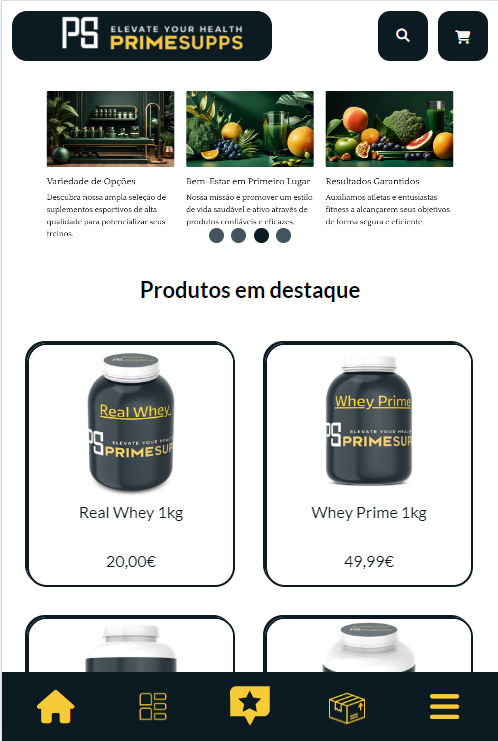 PS ELEVATE YOUR HEALTH
PRIMESUPPS
Variedade de Opções
Descubra nossa ampla seleção de
suplementos esportivos de alta
qualidade para potencializar seus
treinos.
Bem-Estar em Primeiro Lugar
Nossa missão é promover um estilo
de vida saudável e ativo através de
produtos confiáveis e eficazes.
Resultados Garantidos
Auxiliamos atletas e entusiastas
fitness a alcançarem seus objetivos
de forma segura e eficiente.
Produtos em destaque
Real Whey
PS ELEVATE YOUR HEALTH
PRIMESUPPS
Real Whey 1kg
20,00€
Whey Prime
PS ELEVATE YOUR HEALTH
PRIMESUPPS
Whey Prime 1kg
49,99€
PRIMESUPPS